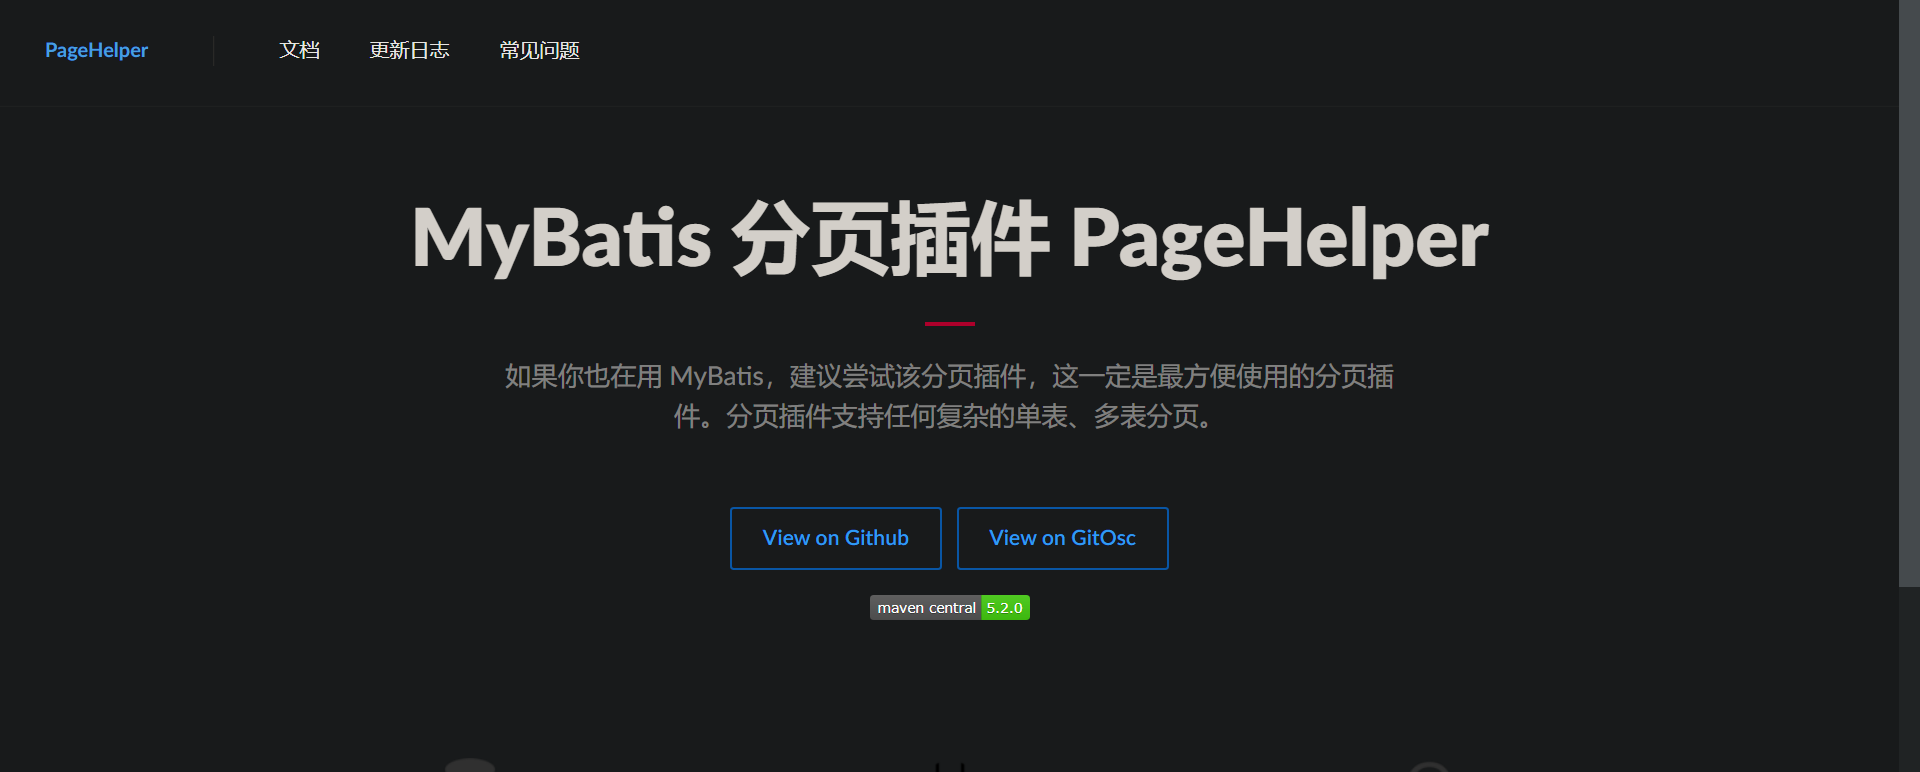 PageHelper 文档 更新日志 常见问题
MyBatis 分页插件 PageHelper
如果你也在用 MyBatis，建议尝试该分页插件，这一定是最方便使用的分页插
件。分页插件支持任何复杂的单表、多表分页。
View on Github View on GitOsc
maven central 5.2.0